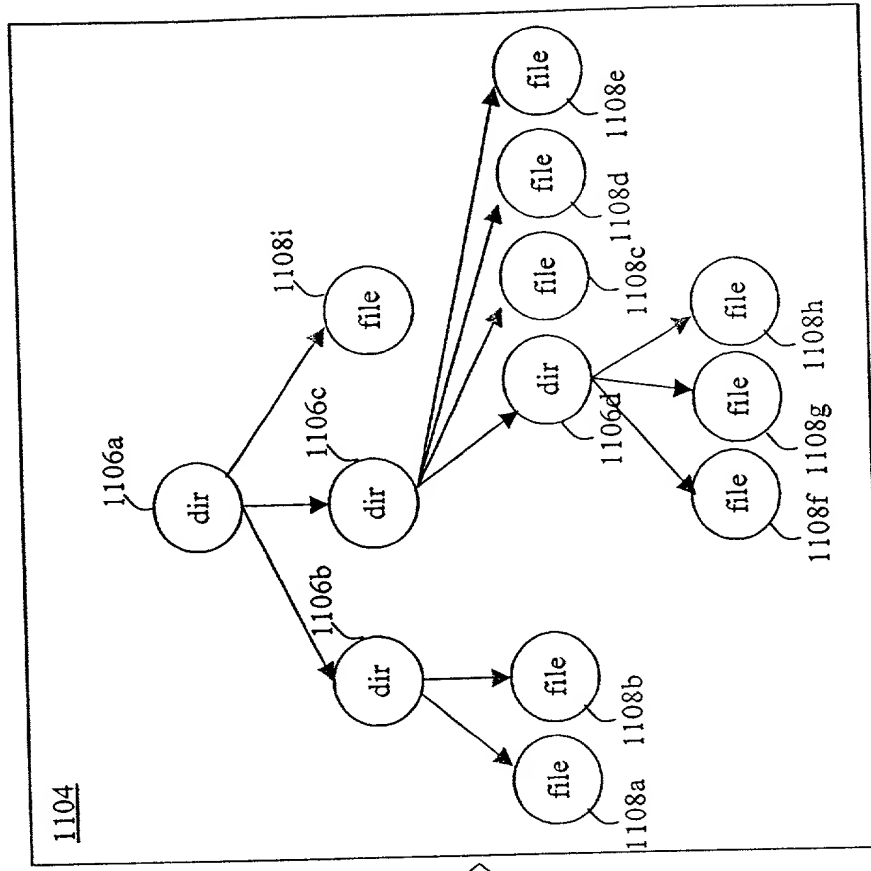 1104
1106a
dir
1108i
file
1106c
dir
1106b
dir
file
1108e
file
1108d
file
1108c
dir
1106d
file
1108b
file
1108a
file
1108h
file
1108g
file
1108f